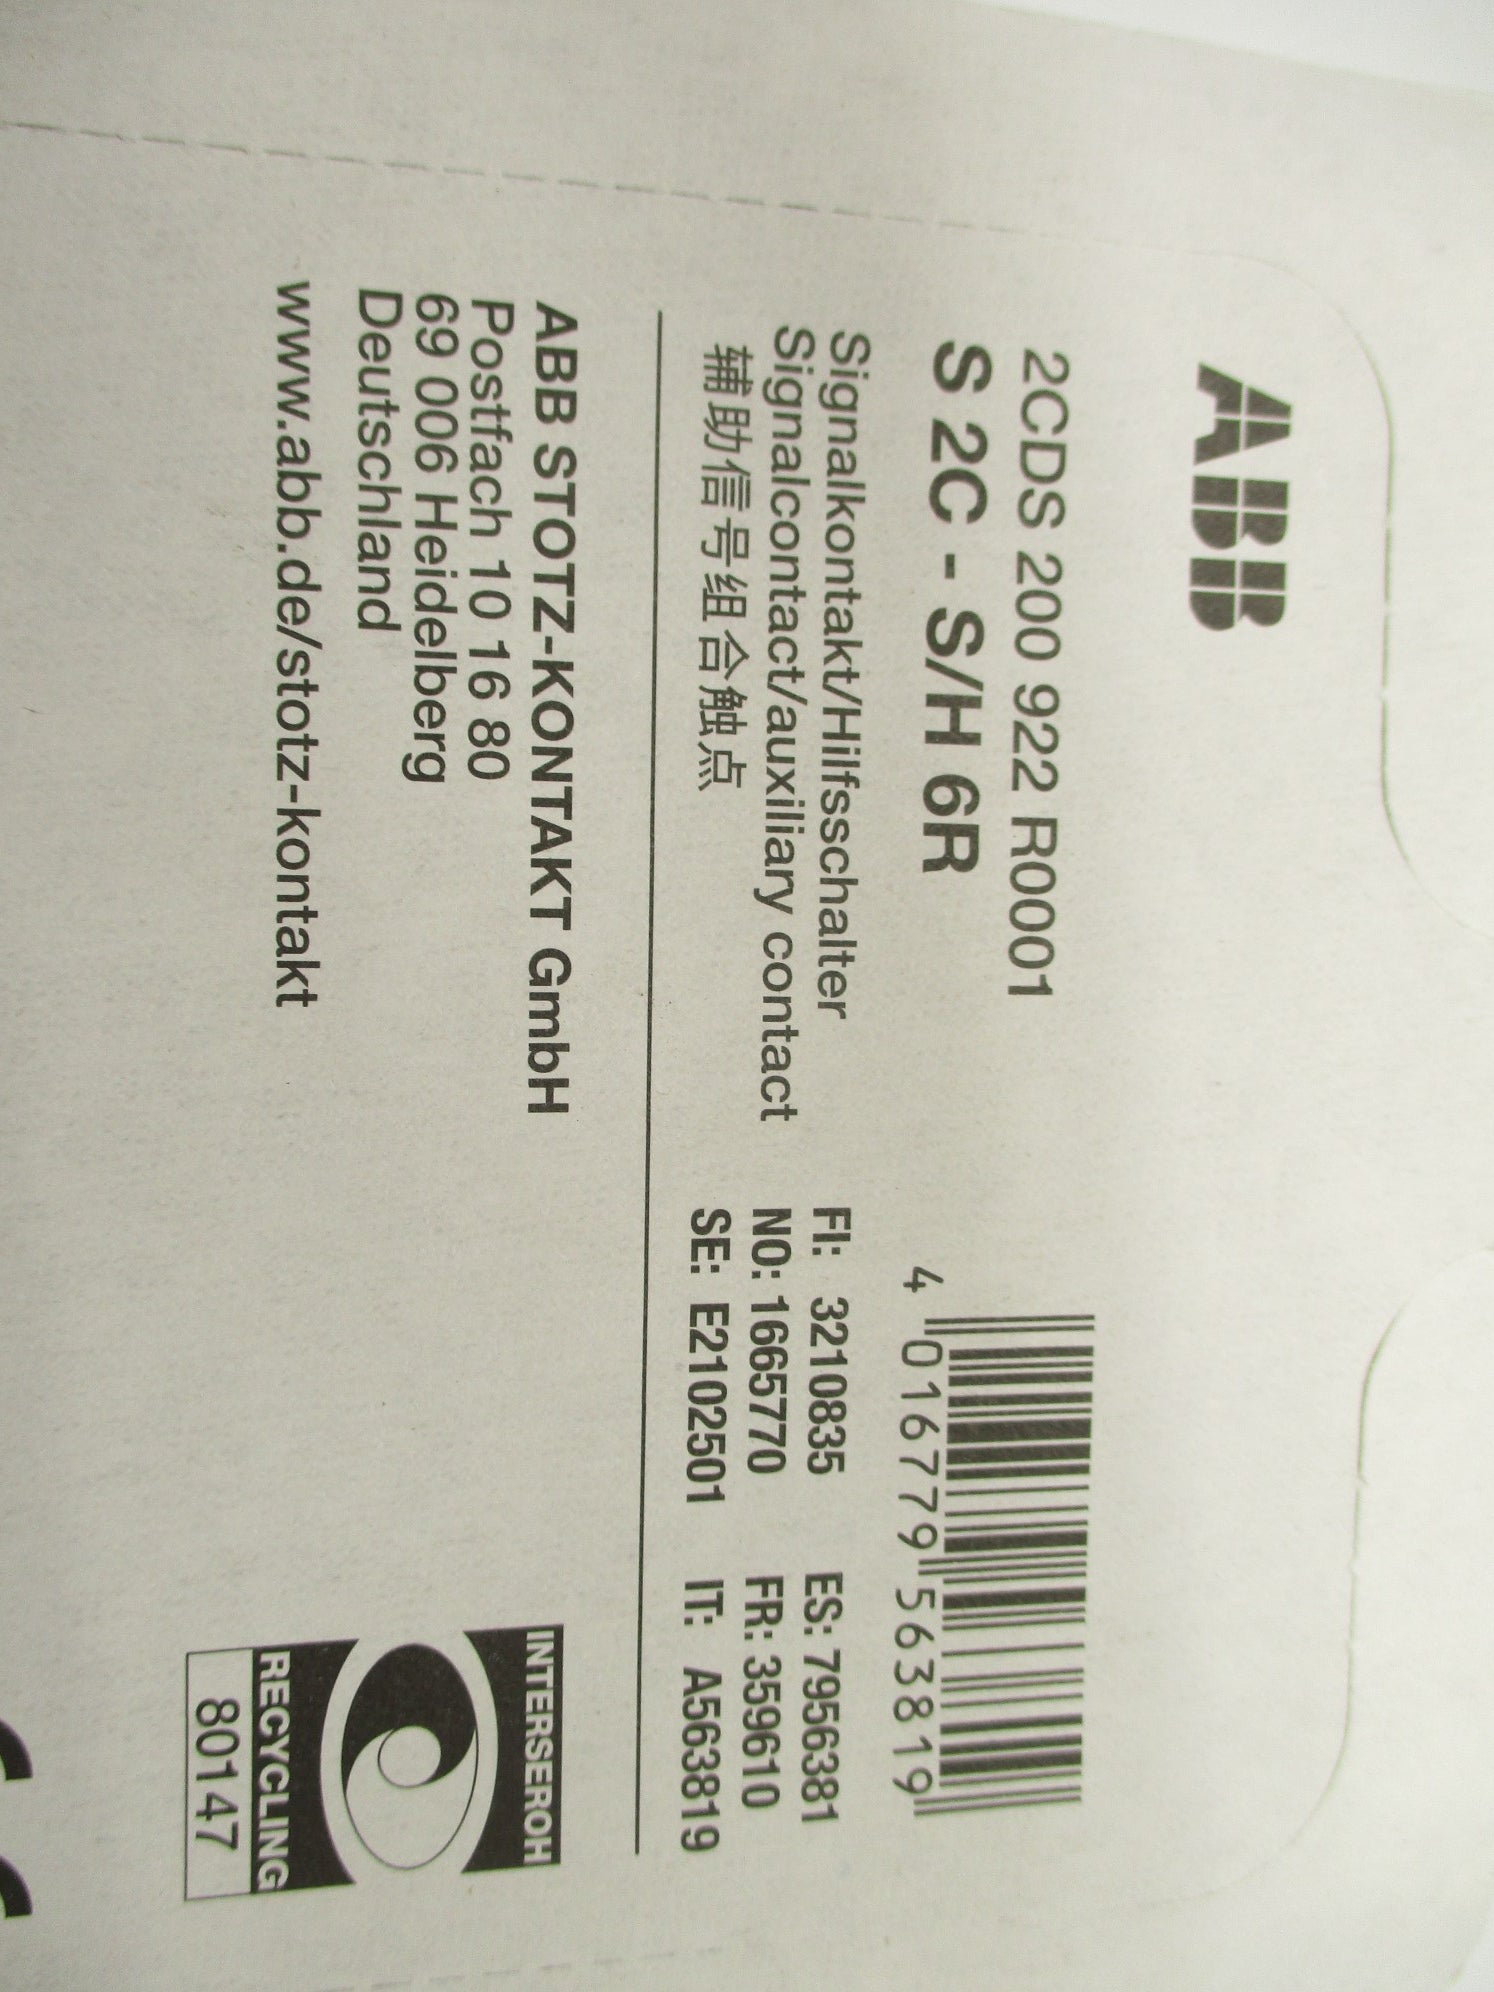 ABB
2CDS 200 922 R0001
S 2C - S/H 6R
4 016779 563819
Signalkontakt/Hilfsschalter
Signalcontact/auxiliary contact
辅助信号组合触点
FI: 3210835 ES: 7956381
NO: 1665770 FR: 359610
SE: E2102501 IT: A563819
ABB STOTZ-KONTAKT GmbH
Postfach 10 16 80
69 006 Heidelberg
Deutschland
www.abb.de/stotz-kontakt
INTERSEROH
RECYCLING
80147